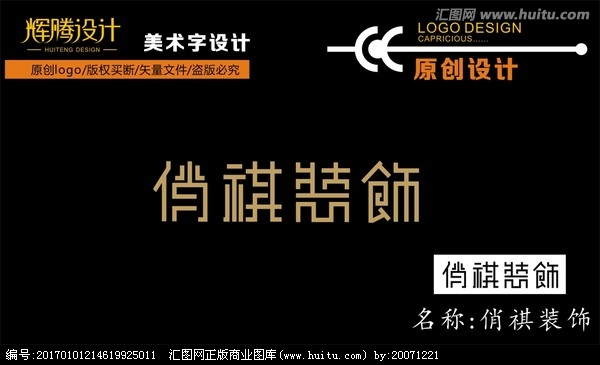 辉腾设计
HUITENG DESIGN
美术字设计
原创logo/版权买断/矢量文件/盗版必究
汇图网 www.huitu.com
LOGO DESIGN
CAPRICIOUS......
原创设计
俏祺装飾
俏祺装飾
名称:俏祺装饰
编号:20170101214619925011 汇图网正版商业图库(www.huitu.com) by:20071221